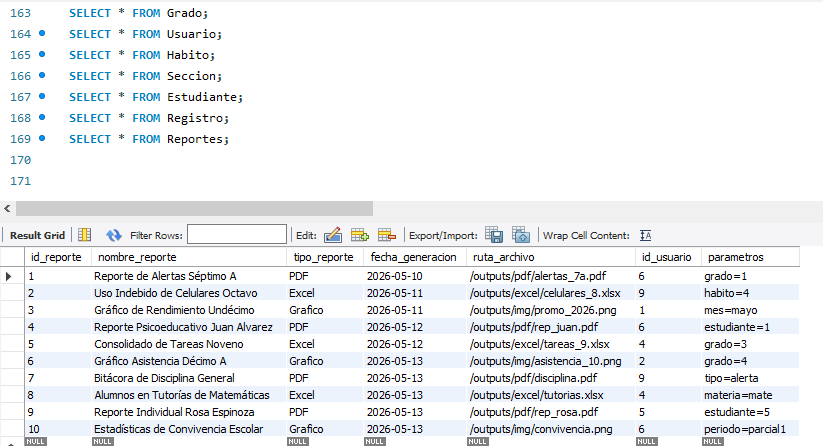 163 SELECT * FROM Grado;
164 SELECT * FROM Usuario;
165 SELECT * FROM Habito;
166 SELECT * FROM Seccion;
167 SELECT * FROM Estudiante;
168 SELECT * FROM Registro;
169 SELECT * FROM Reportes;
170
171
Result Grid Filter Rows: Edit: Export/Import: Wrap Cell Content:
id_reporte nombre_reporte tipo_reporte fecha_generacion ruta_archivo id_usuario parametros
1 Reporte de Alertas Séptimo A PDF 2026-05-10 /outputs/pdf/alertas_7a.pdf 6 grado=1
2 Uso Indebido de Celulares Octavo Excel 2026-05-11 /outputs/excel/celulares_8.xlsx 9 habito=4
3 Gráfico de Rendimiento Undécimo Grafico 2026-05-11 /outputs/img/promo_2026.png 1 mes=mayo
4 Reporte Psicoeducativo Juan Alvarez PDF 2026-05-12 /outputs/pdf/rep_juan.pdf 6 estudiante=1
5 Consolidado de Tareas Noveno Excel 2026-05-12 /outputs/excel/tareas_9.xlsx 4 grado=3
6 Gráfico Asistencia Décimo A Grafico 2026-05-13 /outputs/img/asistencia_10.png 2 grado=4
7 Bitácora de Disciplina General PDF 2026-05-13 /outputs/pdf/disciplina.pdf 9 tipo=alerta
8 Alumnos en Tutorías de Matemáticas Excel 2026-05-13 /outputs/excel/tutorias.xlsx 4 materia=mate
9 Reporte Individual Rosa Espinoza PDF 2026-05-13 /outputs/pdf/rep_rosa.pdf 5 estudiante=5
10 Estadísticas de Convivencia Escolar Grafico 2026-05-13 /outputs/img/convivencia.png 6 periodo=parcial1
NULL NULL NULL NULL NULL NULL NULL